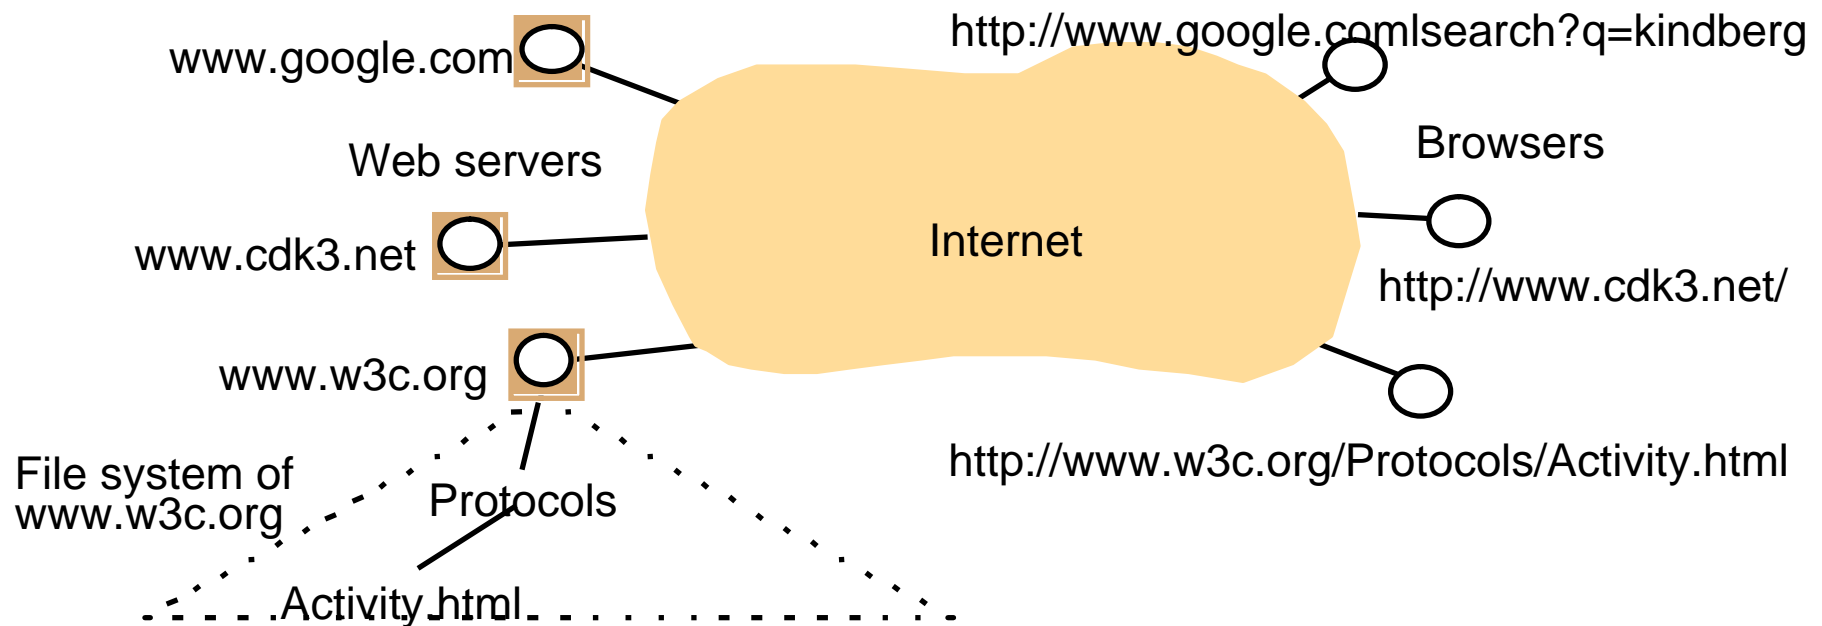 http://www.google.comlsearch?q=kindberg
www.google.com
Browsers
Web servers
Internet
www.cdk3.net
http://www.cdk3.net/
www.w3c.org
http://www.w3c.org/Protocols/Activity.html
File system of
www.w3c.org
Protocols
Activity.html